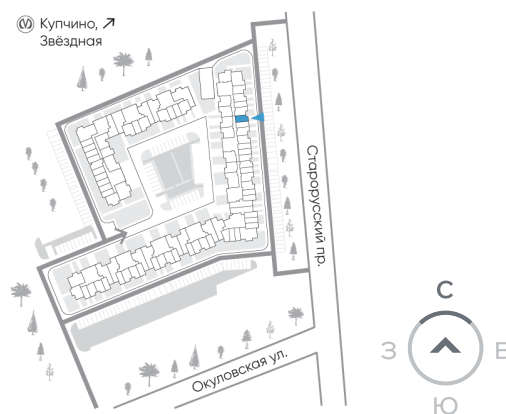 Купчино,
Звёздная
Старорусский пр.
Окуловская ул.
С
З
В
Ю